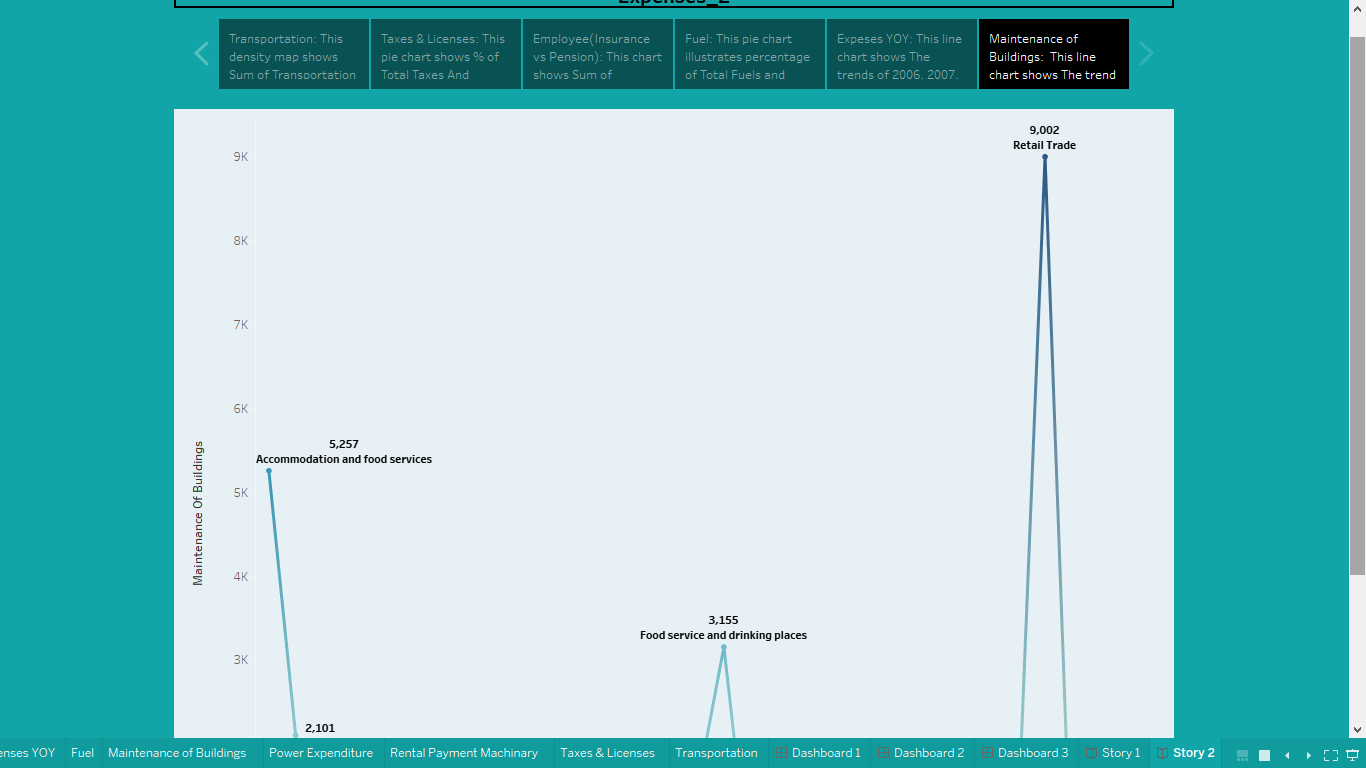 Expenses_2
Transportation: This
density map shows
Sum of Transportation
Taxes & Licenses: This
pie chart shows % of
Total Taxes And
Employee(Insurance
vs Pension): This chart
shows Sum of
Fuel: This pie chart
illustrates percentage
of Total Fuels and
Expeses YOY: This line
chart shows The
trends of 2006. 2007.
Maintenance of
Buildings:  This line
chart shows The trend
9,002
Retail Trade
9K
8K
7K
6K
5,257
Accommodation and food services
5K
Maintenance Of Buildings
4K
3,155
Food service and drinking places
3K
2,101
enses YOY
Fuel
Maintenance of Buildings
Power Expenditure
Rental Payment Machinary
Taxes & Licenses
Transportation
Dashboard 1
Dashboard 2
Dashboard 3
Story 1
Story 2